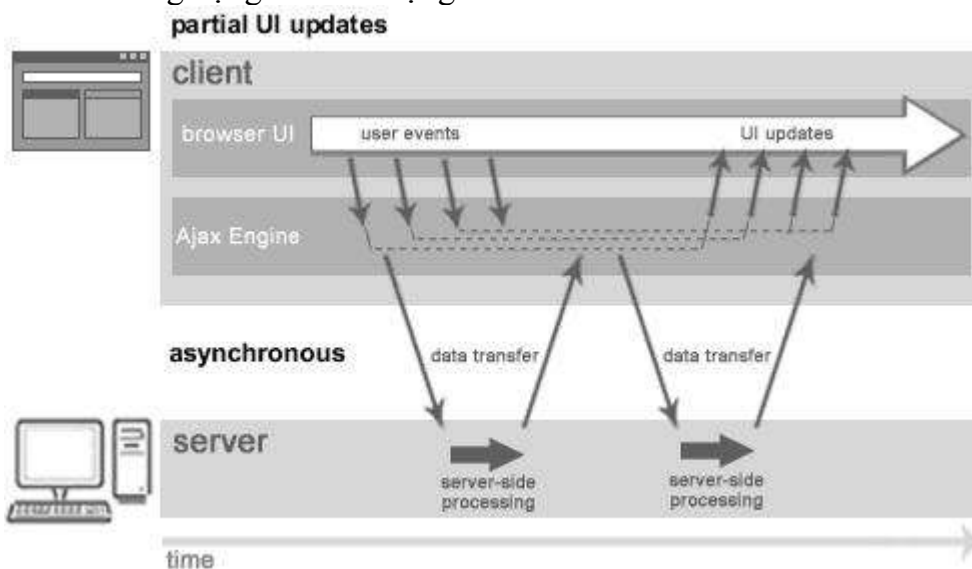 partial UI updates
client
browser UI
user events
UI updates
Ajax Engine
asynchronous
data transfer
data transfer
server
server-side
processing
server-side
processing
time